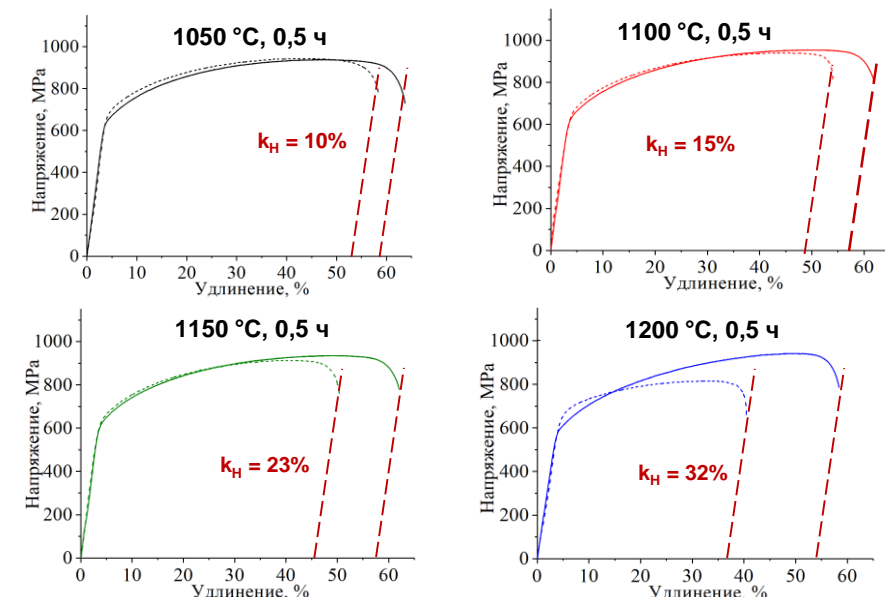 1050 °C, 0,5 ч
Напряжение, MPa
1000
800
600
400
200
0
k_H = 10%
0 10 20 30 40 50 60
Удлинение, %
1100 °C, 0,5 ч
Напряжение, MPa
1000
800
600
400
200
0
k_H = 15%
0 10 20 30 40 50 60
Удлинение, %
1150 °C, 0,5 ч
Напряжение, MPa
1000
800
600
400
200
0
k_H = 23%
0 10 20 30 40 50 60
Удлинение, %
1200 °C, 0,5 ч
Напряжение, MPa
1000
800
600
400
200
0
k_H = 32%
0 10 20 30 40 50 60
Удлинение, %